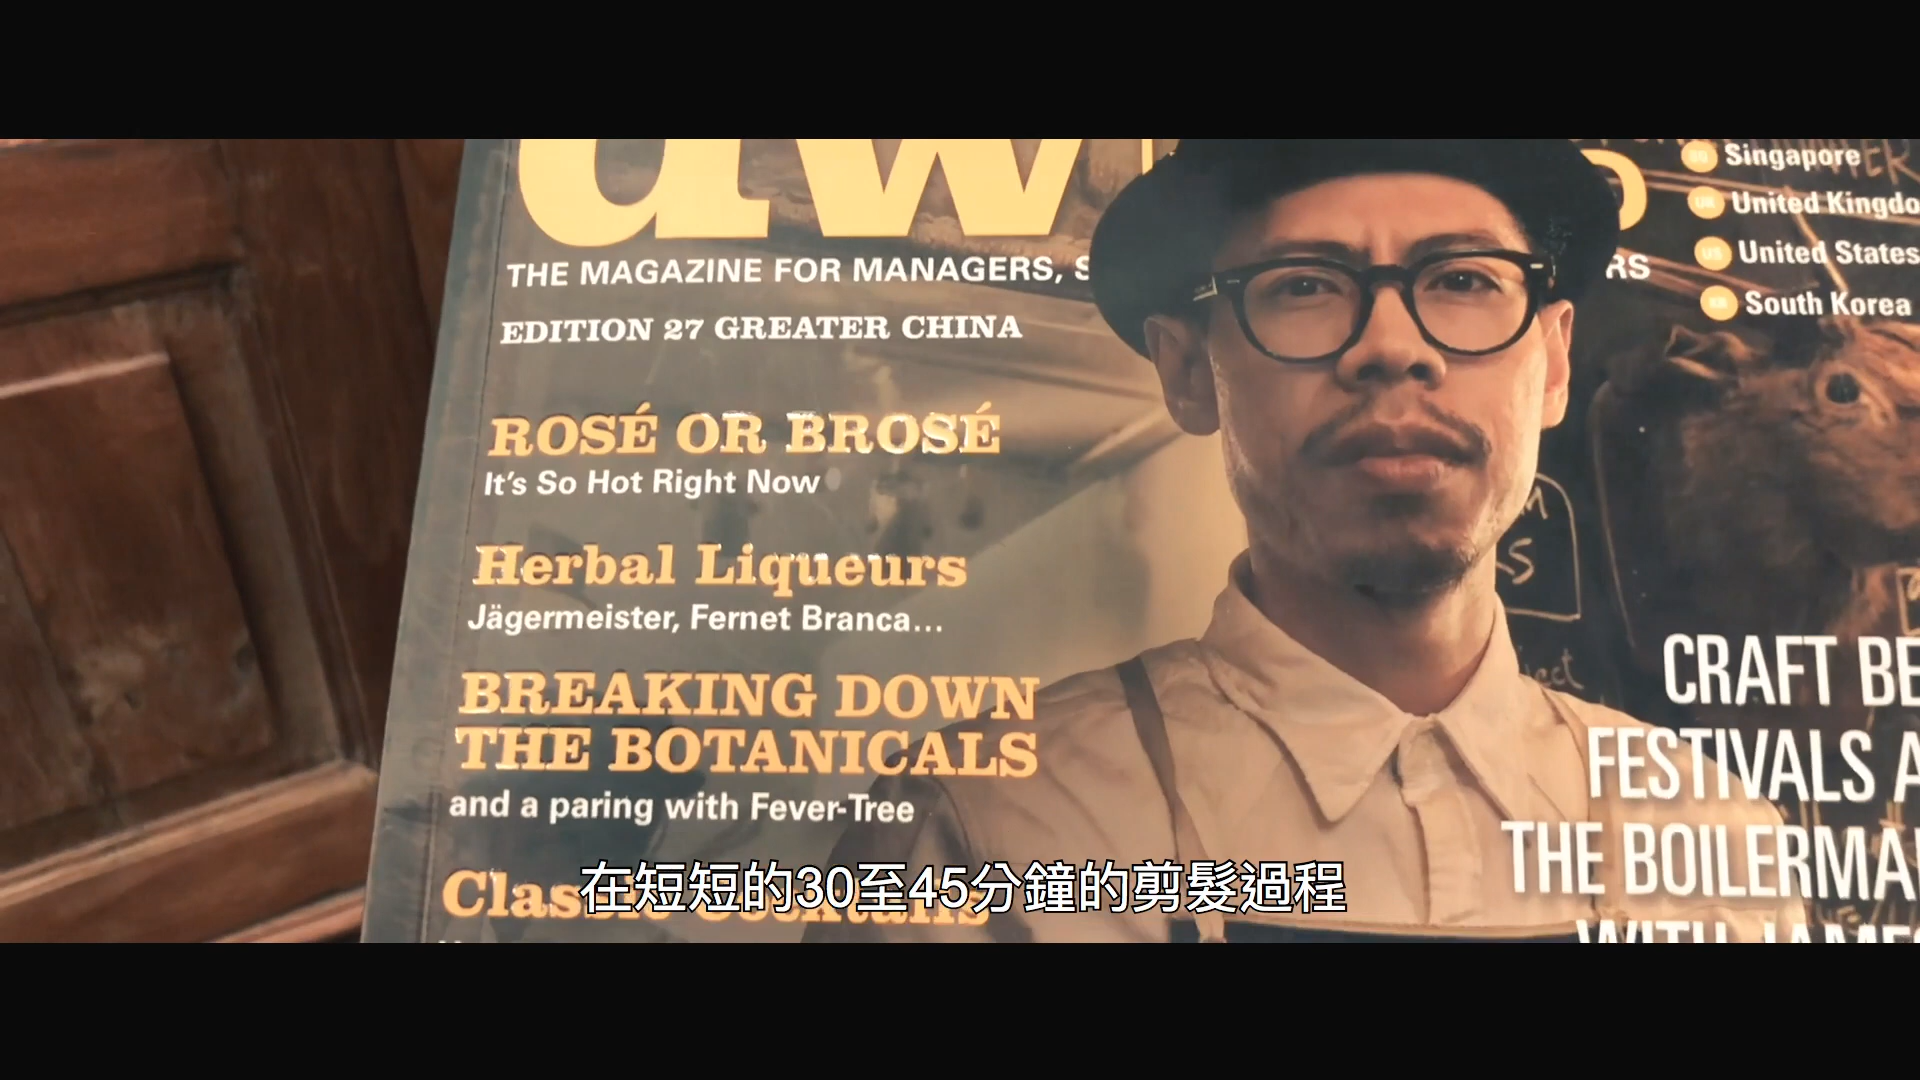 THE MAGAZINE FOR MANAGERS, S
RS
EDITION 27 GREATER CHINA
ROSÉ OR BROSÉ
It's So Hot Right Now
Herbal Liqueurs
Jägermeister, Fernet Branca...
BREAKING DOWN
THE BOTANICALS
and a paring with Fever-Tree
Singapore
United Kingdo
United States
South Korea
CRAFT BE
FESTIVALS A
THE BOILERMA
在短短的30至45分鐘的剪髮過程